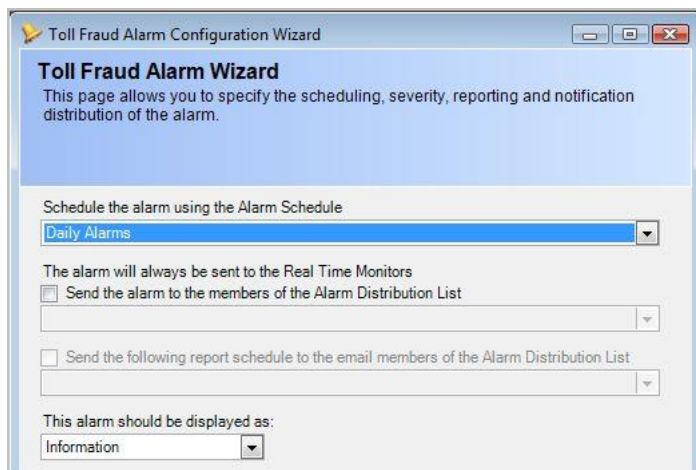 Toll Fraud Alarm Configuration Wizard
Toll Fraud Alarm Wizard
This page allows you to specify the scheduling, severity, reporting and notification
distribution of the alarm.
Schedule the alarm using the Alarm Schedule
Daily Alarms
The alarm will always be sent to the Real Time Monitors
Send the alarm to the members of the Alarm Distribution List
Send the following report schedule to the email members of the Alarm Distribution List
This alarm should be displayed as:
Information